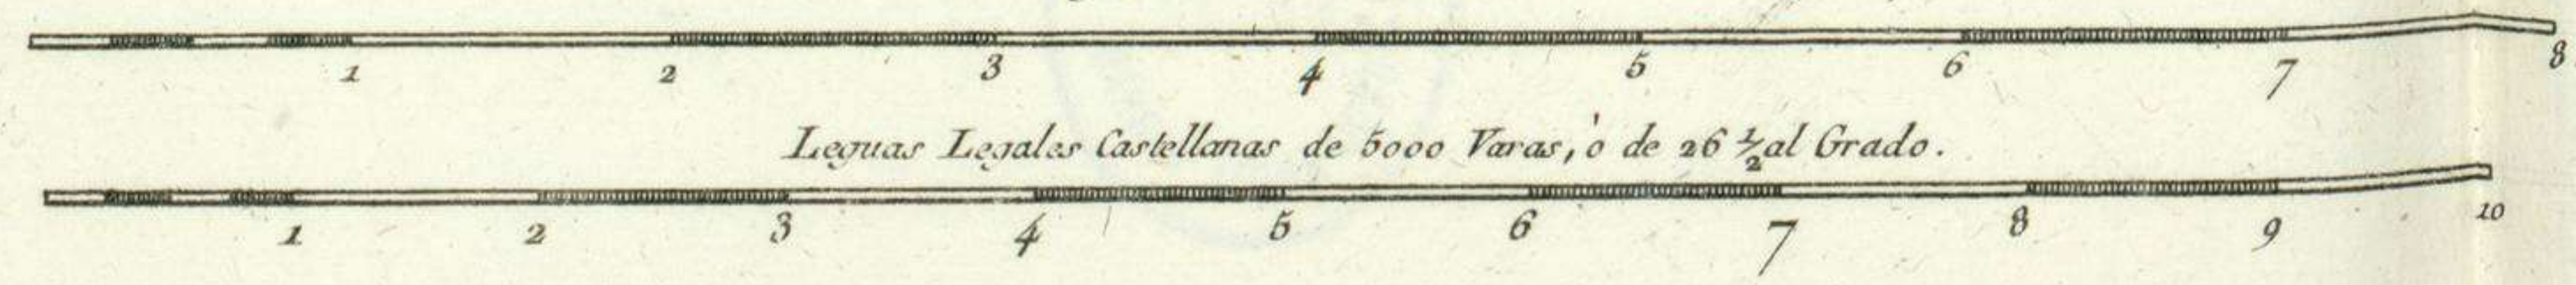 1 2 3 4 5 6 7 8
Leguas Legales Castellanas de 5000 Varas, ò de 26 1/2 al Grado.
1 2 3 4 5 6 7 8 9 10